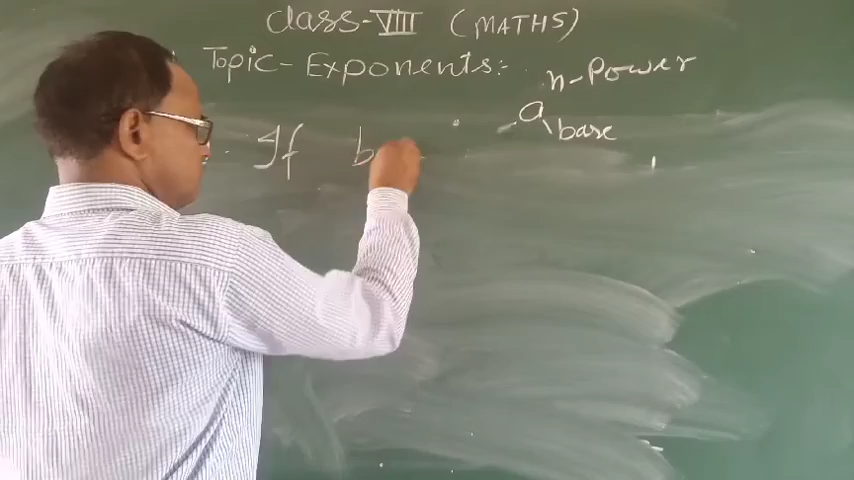 class-VIII (MATHS)
Topic- Exponents:-
n-Power
a base
If b